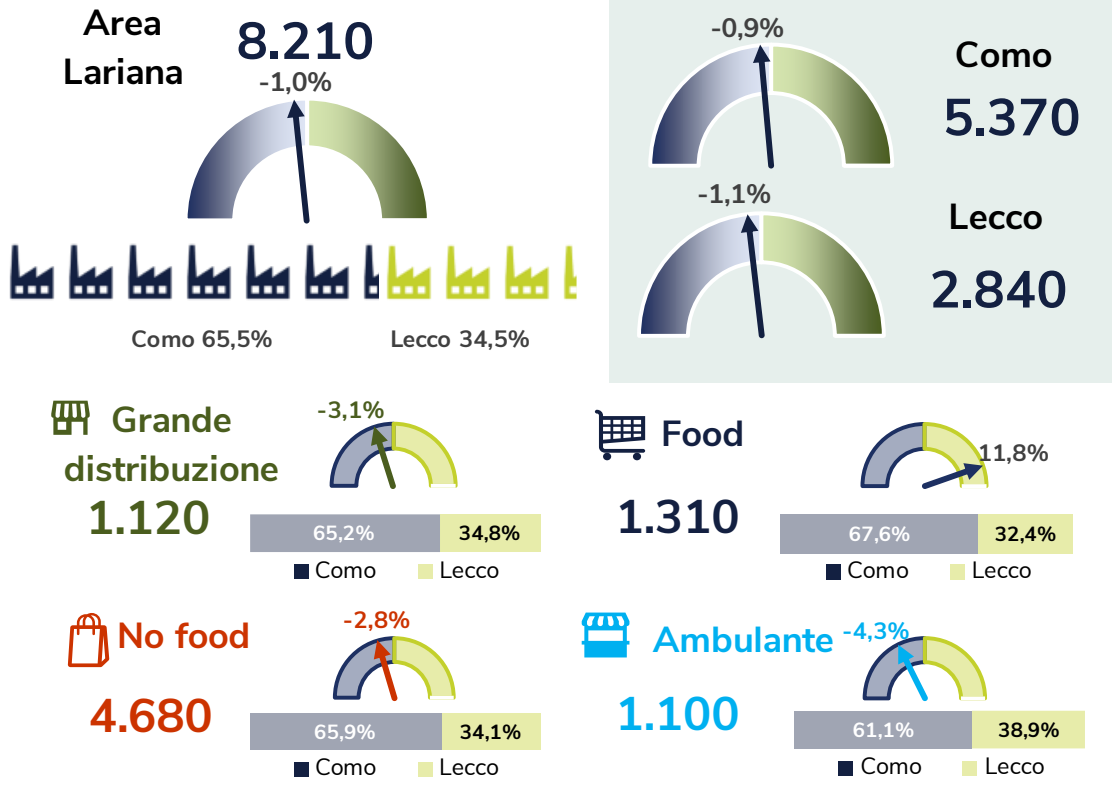 Area
Lariana
8.210
-1,0%
Como 65,5%
Lecco 34,5%
-0,9%
Como
5.370
-1,1%
Lecco
2.840
Grande
distribuzione
1.120
-3,1%
65,2%
34,8%
Como
Lecco
Food
1.310
11,8%
67,6%
32,4%
Como
Lecco
No food
4.680
-2,8%
65,9%
34,1%
Como
Lecco
Ambulante
1.100
-4,3%
61,1%
38,9%
Como
Lecco